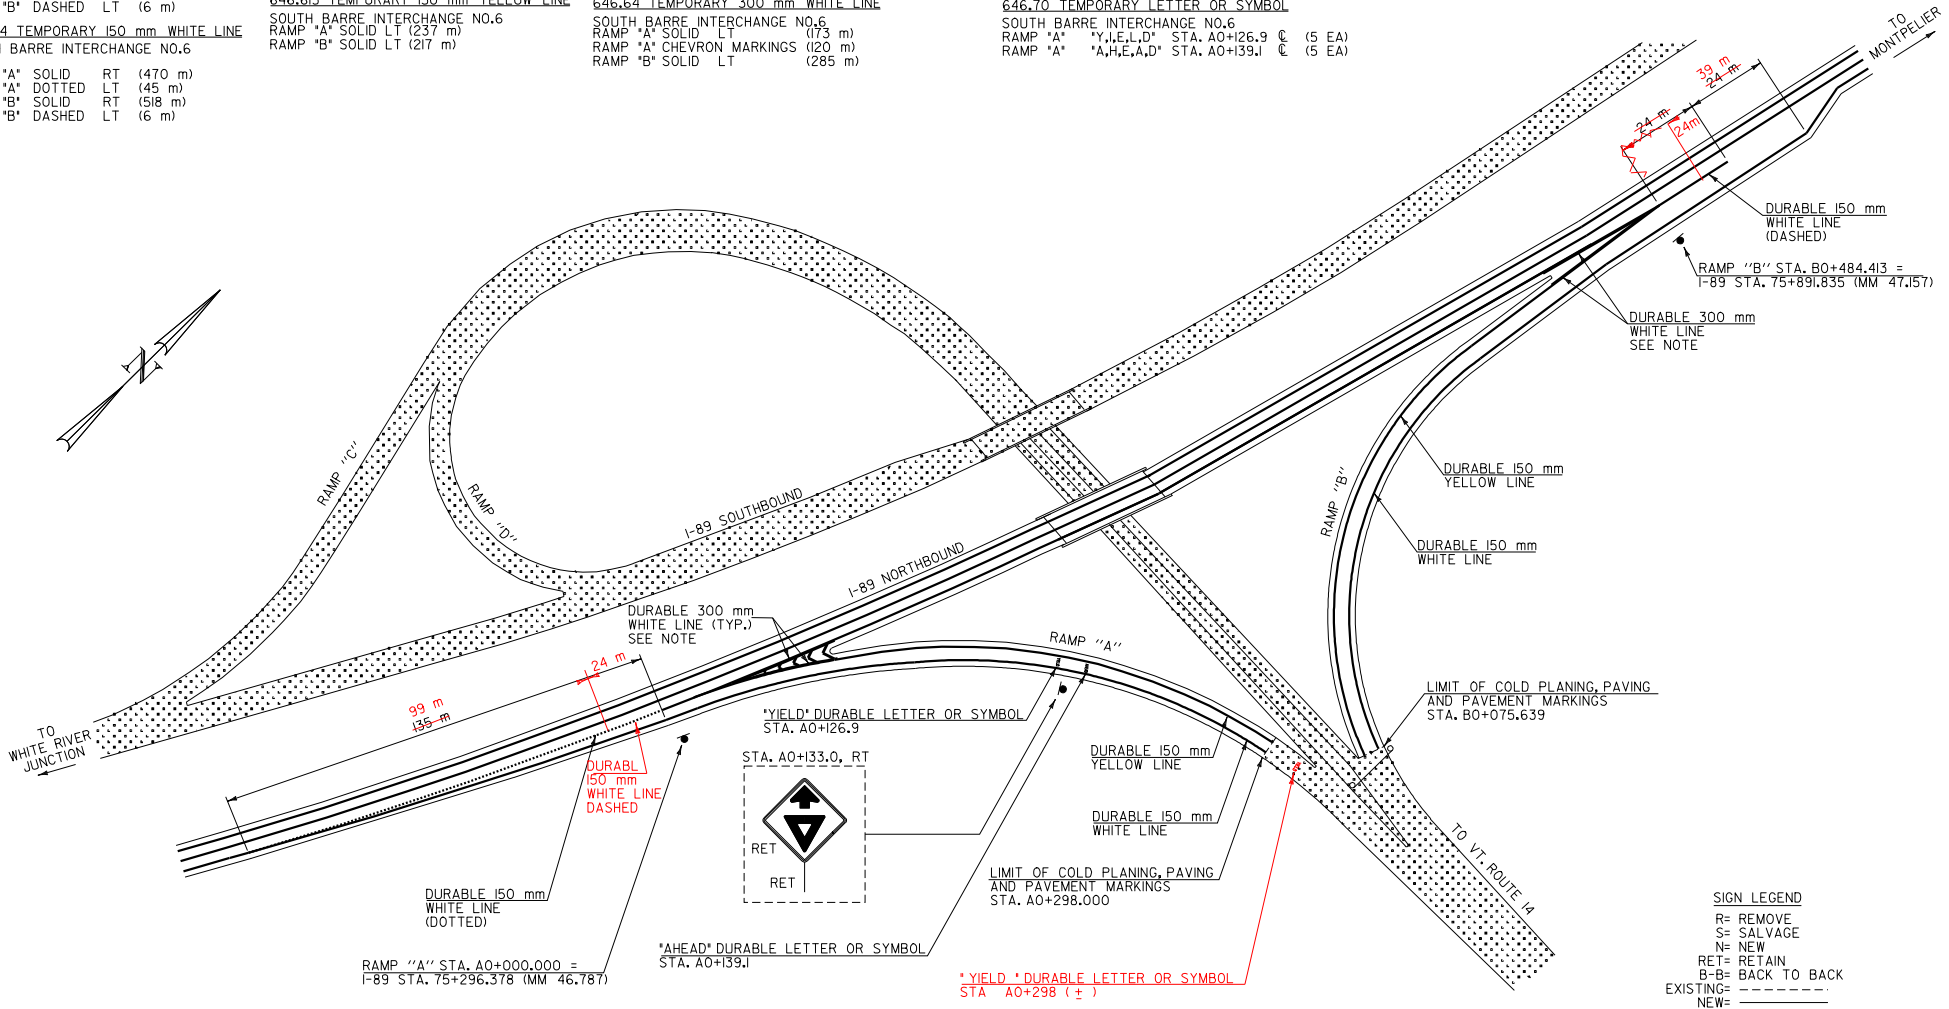 "B" DASHED LT (6 m)
4 TEMPORARY 150 mm WHITE LINE
BARRE INTERCHANGE NO.6
"A" SOLID RT (470 m)
"A" DOTTED LT (45 m)
"B" SOLID RT (518 m)
"B" DASHED LT (6 m)
646.613 TEMPORARY 150 mm YELLOW LINE
SOUTH BARRE INTERCHANGE NO.6
RAMP "A" SOLID LT (237 m)
RAMP "B" SOLID LT (217 m)
646.64 TEMPORARY 300 mm WHITE LINE
SOUTH BARRE INTERCHANGE NO.6
RAMP "A" SOLID LT (173 m)
RAMP "A" CHEVRON MARKINGS (120 m)
RAMP "B" SOLID LT (285 m)
646.70 TEMPORARY LETTER OR SYMBOL
SOUTH BARRE INTERCHANGE NO.6
RAMP "A" "Y,I,E,L,D" STA. A0+126.9 ℄ (5 EA)
RAMP "A" "A,H,E,A,D" STA. A0+139.1 ℄ (5 EA)
TO
MONTPELIER
39 m
24 m
24 m
24m
DURABLE 150 mm
WHITE LINE
(DASHED)
RAMP "B" STA. B0+484.413 =
I-89 STA. 75+891.835 (MM 47.157)
DURABLE 300 mm
WHITE LINE
SEE NOTE
N
RAMP "C"
RAMP "D"
I-89 SOUTHBOUND
I-89 NORTHBOUND
RAMP "B"
DURABLE 150 mm
YELLOW LINE
DURABLE 150 mm
WHITE LINE
DURABLE 300 mm
WHITE LINE (TYP.)
SEE NOTE
RAMP "A"
24 m
99 m
135 m
TO
WHITE RIVER
JUNCTION
LIMIT OF COLD PLANING, PAVING
AND PAVEMENT MARKINGS
STA. B0+075.639
"YIELD" DURABLE LETTER OR SYMBOL
STA. A0+126.9
STA. A0+133.0, RT
RET
RET
DURABL
150 mm
WHITE LINE
DASHED
DURABLE 150 mm
YELLOW LINE
DURABLE 150 mm
WHITE LINE
LIMIT OF COLD PLANING, PAVING
AND PAVEMENT MARKINGS
STA. A0+298.000
TO VT. ROUTE 14
DURABLE 150 mm
WHITE LINE
(DOTTED)
"AHEAD" DURABLE LETTER OR SYMBOL
STA. A0+139.1
RAMP "A" STA. A0+000.000 =
I-89 STA. 75+296.378 (MM 46.787)
"YIELD " DURABLE LETTER OR SYMBOL
STA A0+298 ( ± )
SIGN LEGEND
R= REMOVE
S= SALVAGE
N= NEW
RET= RETAIN
B-B= BACK TO BACK
EXISTING=
NEW=